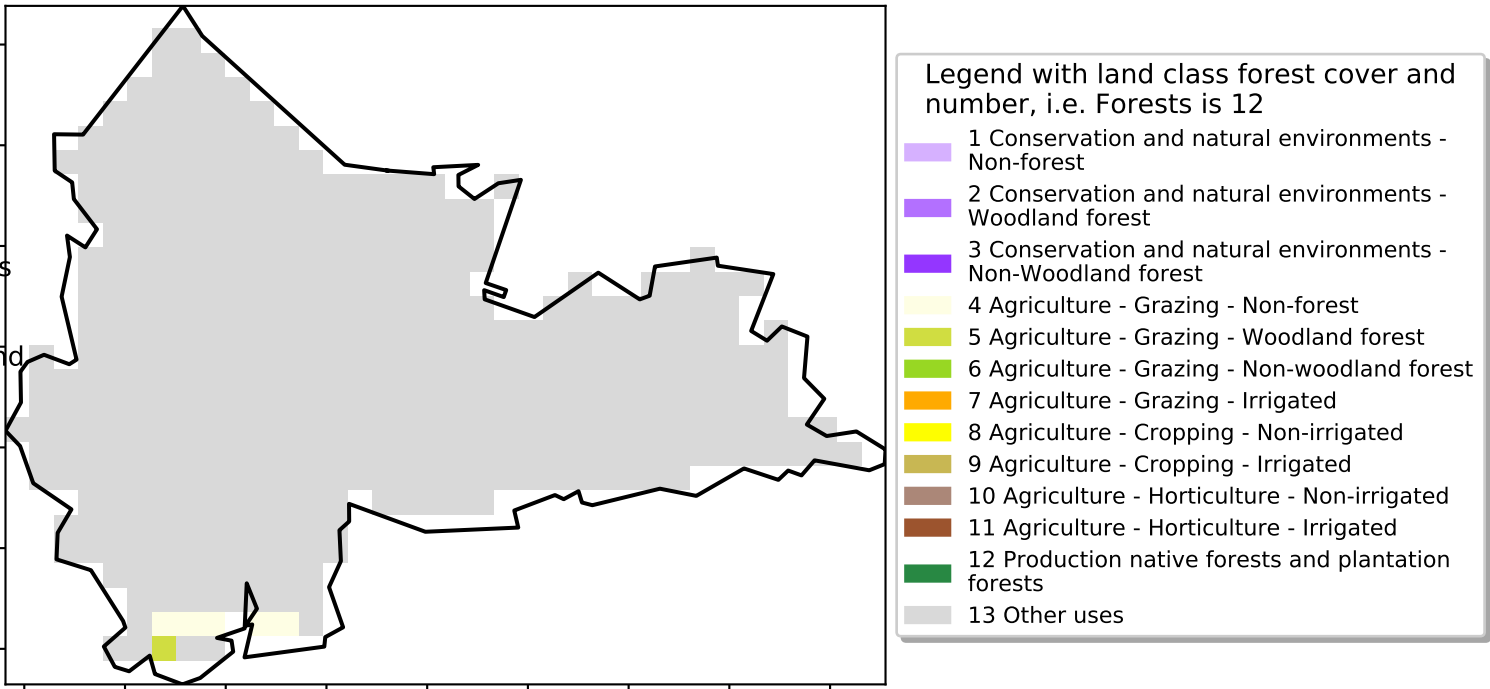 s
nd
Legend with land class forest cover and
number, i.e. Forests is 12
1 Conservation and natural environments -
Non-forest
2 Conservation and natural environments -
Woodland forest
3 Conservation and natural environments -
Non-Woodland forest
4 Agriculture - Grazing - Non-forest
5 Agriculture - Grazing - Woodland forest
6 Agriculture - Grazing - Non-woodland forest
7 Agriculture - Grazing - Irrigated
8 Agriculture - Cropping - Non-irrigated
9 Agriculture - Cropping - Irrigated
10 Agriculture - Horticulture - Non-irrigated
11 Agriculture - Horticulture - Irrigated
12 Production native forests and plantation
forests
13 Other uses